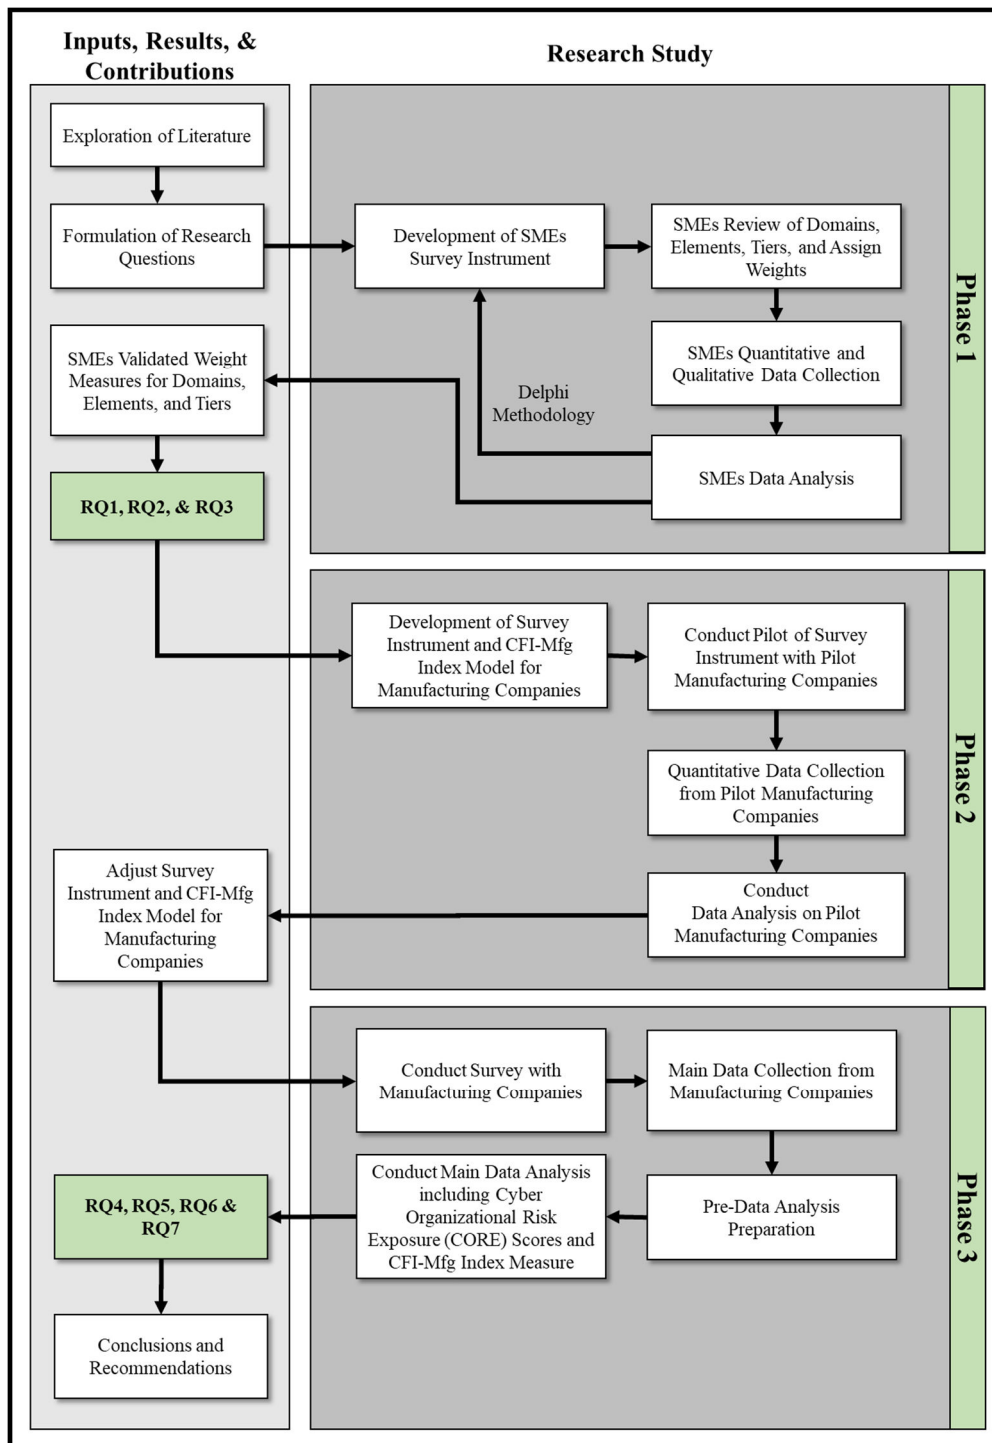 Inputs, Results, &
Contributions
Research Study
Exploration of Literature
Formulation of Research
Questions
Development of SMEs
Survey Instrument
SMEs Review of Domains,
Elements, Tiers, and Assign
Weights
SMEs Quantitative and
Qualitative Data Collection
SMEs Data Analysis
Delphi
Methodology
SMEs Validated Weight
Measures for Domains,
Elements, and Tiers
RQ1, RQ2, & RQ3
Phase 1
Development of Survey
Instrument and CFI-Mfg
Index Model for
Manufacturing Companies
Conduct Pilot of Survey
Instrument with Pilot
Manufacturing Companies
Quantitative Data Collection
from Pilot Manufacturing
Companies
Conduct
Data Analysis on Pilot
Manufacturing Companies
Adjust Survey
Instrument and CFI-Mfg
Index Model for
Manufacturing
Companies
Phase 2
Conduct Survey with
Manufacturing Companies
Main Data Collection from
Manufacturing Companies
Pre-Data Analysis
Preparation
Conduct Main Data Analysis
including Cyber
Organizational Risk
Exposure (CORE) Scores and
CFI-Mfg Index Measure
RQ4, RQ5, RQ6 &
RQ7
Conclusions and
Recommendations
Phase 3